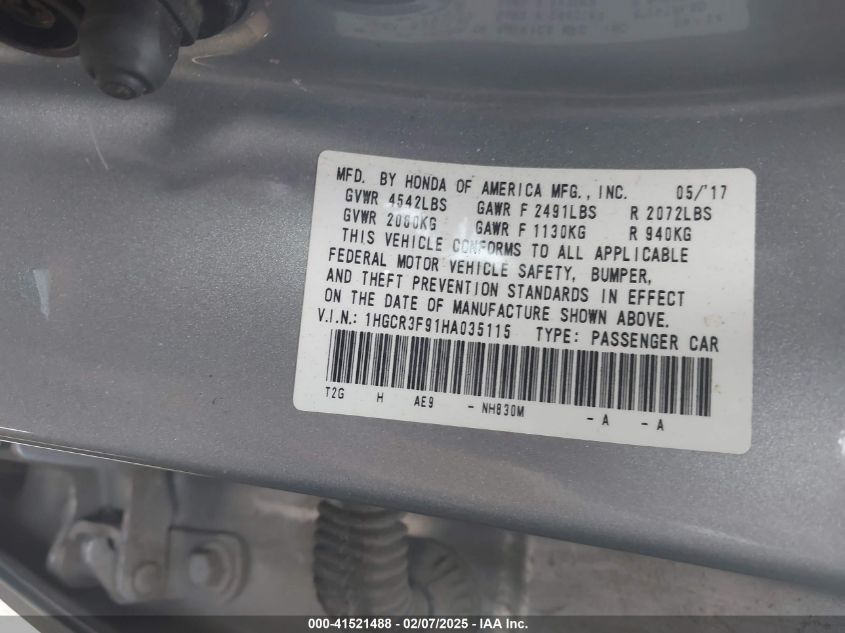 MFD. BY HONDA OF AMERICA MFG., INC. 05/'17
GVWR 4542LBS GAWR F 2491LBS R 2072LBS
GVWR 2060KG GAWR F 1130KG R 940KG
THIS VEHICLE CONFORMS TO ALL APPLICABLE
FEDERAL MOTOR VEHICLE SAFETY, BUMPER,
AND THEFT PREVENTION STANDARDS IN EFFECT
ON THE DATE OF MANUFACTURE SHOWN ABOVE.
V.I.N.: 1HGCR3F91HA035115 TYPE: PASSENGER CAR
T2G H AE9 - NH830M - A - A
000-41521488 - 02/07/2025 - IAA Inc.